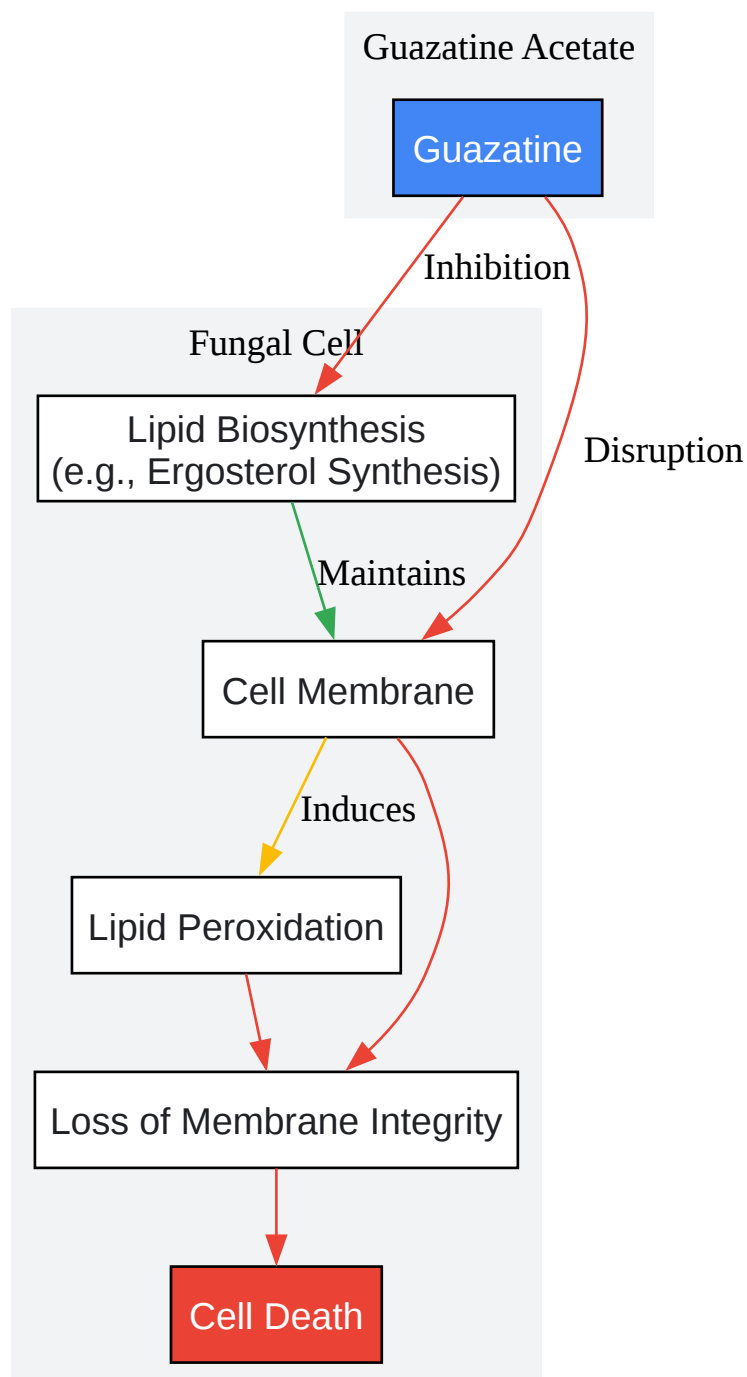 Guazatine Acetate
Guazatine
Inhibition
Fungal Cell
Lipid Biosynthesis
(e.g., Ergosterol Synthesis)
Disruption
Maintains
Cell Membrane
Induces
Lipid Peroxidation
Loss of Membrane Integrity
Cell Death